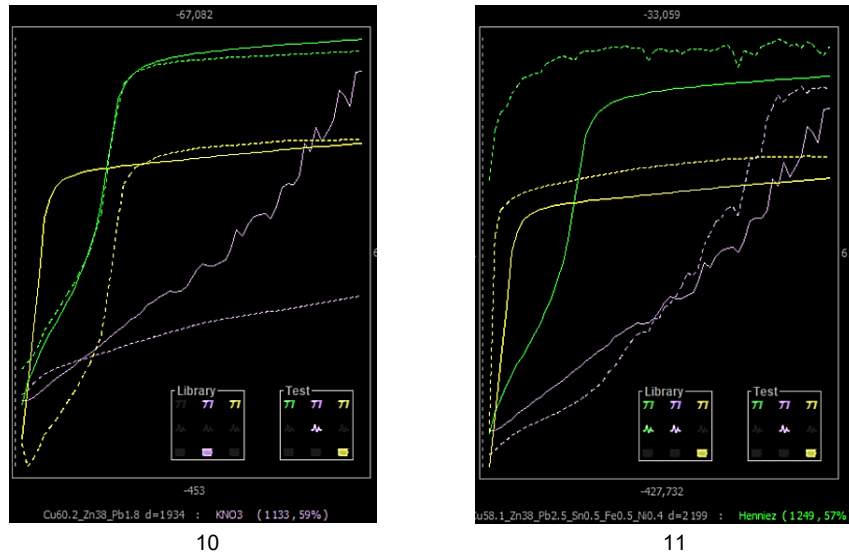 -67,082
Library
Test
-453
Cu60.2_Zn38_Pb1.8 d=1934 : KNO3 (1133, 59%)
10
-33,059
6
Library
Test
-427,732
Cu58.1_Zn38_Pb2.5_Sn0.5_Fe0.5_Ni0.4 d=2199 : Henniez (1249, 57%
11